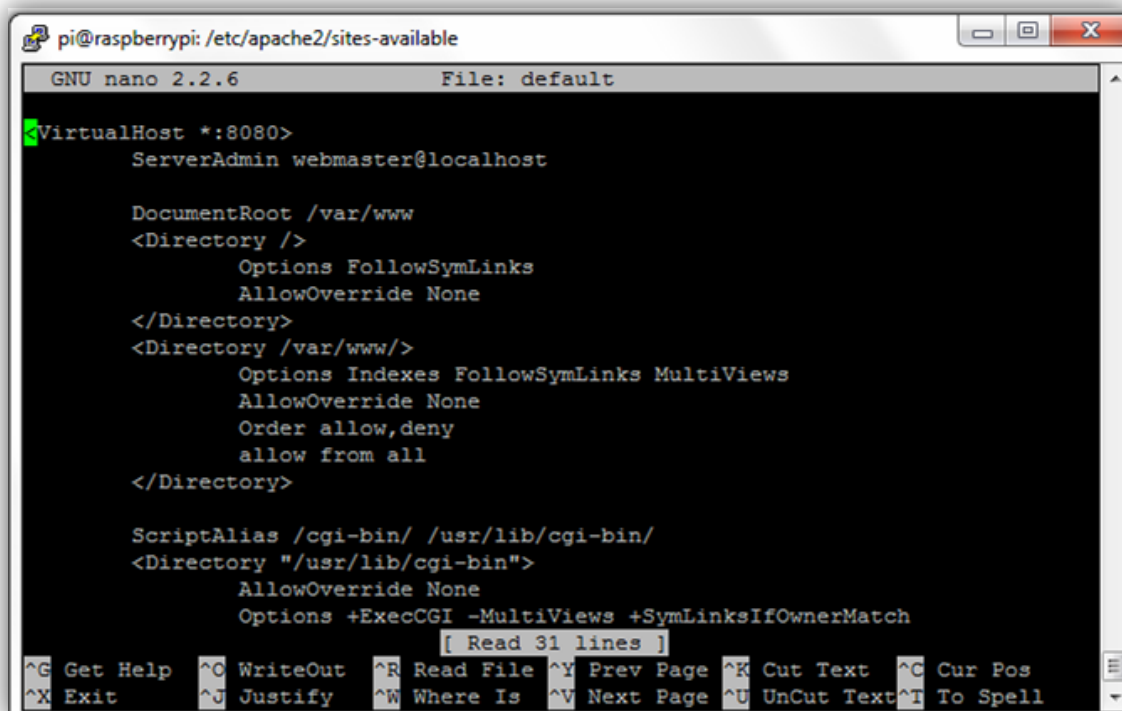 pi@raspberrypi: /etc/apache2/sites-available
GNU nano 2.2.6 File: default
<VirtualHost *:8080>
ServerAdmin webmaster@localhost
DocumentRoot /var/www
<Directory />
Options FollowSymLinks
AllowOverride None
</Directory>
<Directory /var/www/>
Options Indexes FollowSymLinks MultiViews
AllowOverride None
Order allow,deny
allow from all
</Directory>
ScriptAlias /cgi-bin/ /usr/lib/cgi-bin/
<Directory "/usr/lib/cgi-bin">
AllowOverride None
Options +ExecCGI -MultiViews +SymLinksIfOwnerMatch
[ Read 31 lines ]
^G Get Help ^O WriteOut ^R Read File ^Y Prev Page ^K Cut Text ^C Cur Pos
^X Exit ^J Justify ^W Where Is ^V Next Page ^U UnCut Text ^T To Spell